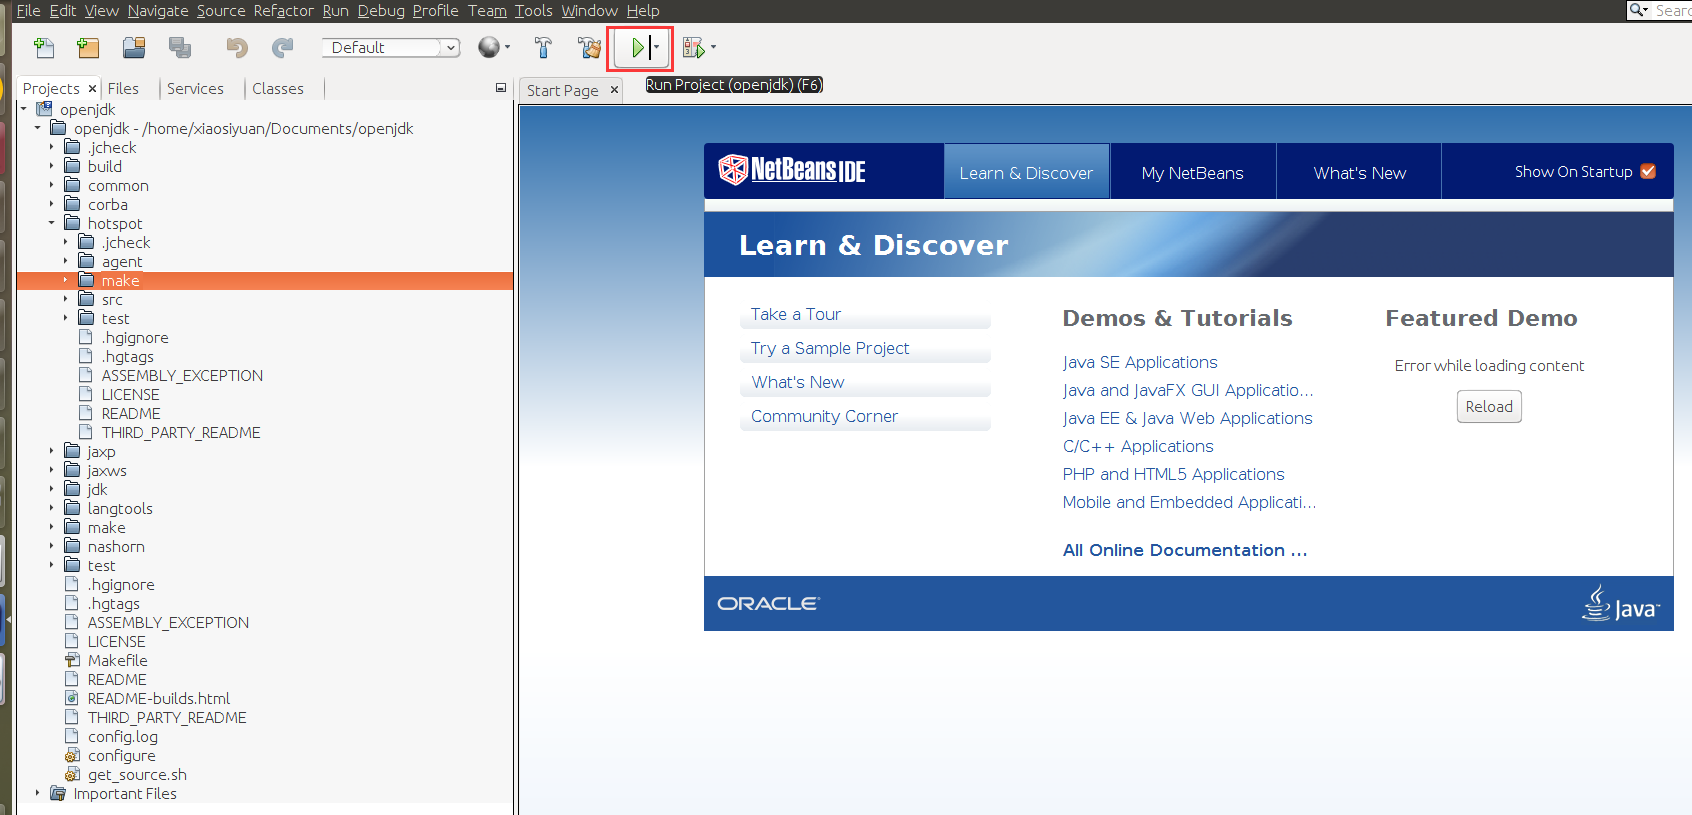 File Edit View Navigate Source Refactor Run Debug Profile Team Tools Window Help
Searc
Default
Run Project (openjdk) (F6)
Projects Files Services Classes
Start Page
openjdk
openjdk - /home/xiaosiyuan/Documents/openjdk
.jcheck
build
common
corba
hotspot
.jcheck
agent
make
src
test
.hgignore
.hgtags
ASSEMBLY_EXCEPTION
LICENSE
README
THIRD_PARTY_README
jaxp
jaxws
jdk
langtools
make
nashorn
test
.hgignore
.hgtags
ASSEMBLY_EXCEPTION
LICENSE
Makefile
README
README-builds.html
THIRD_PARTY_README
config.log
configure
get_source.sh
Important Files
NetBeans IDE
Learn & Discover
My NetBeans
What's New
Show On Startup
Learn & Discover
Take a Tour
Try a Sample Project
What's New
Community Corner
Demos & Tutorials
Java SE Applications
Java and JavaFX GUI Applicatio...
Java EE & Java Web Applications
C/C++ Applications
PHP and HTML5 Applications
Mobile and Embedded Applicati...
All Online Documentation ...
Featured Demo
Error while loading content
Reload
ORACLE
Java